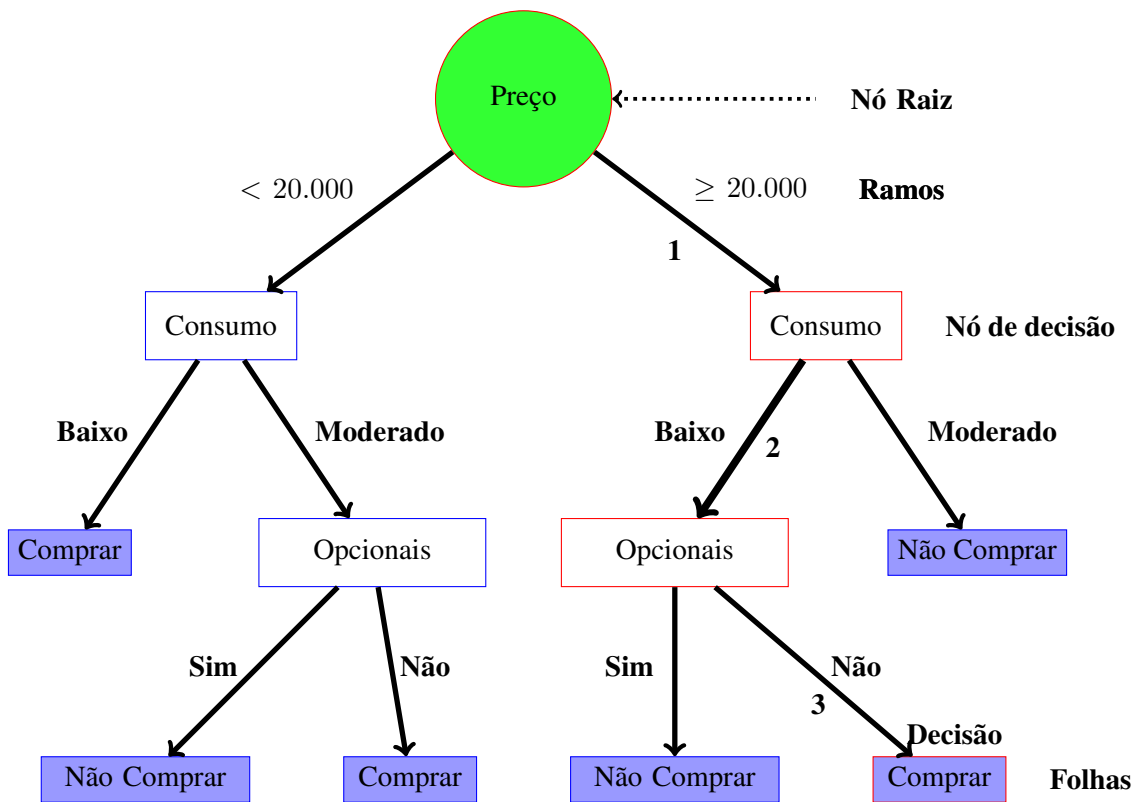 Preço
Nó Raiz
< 20.000
≥ 20.000
Ramos
1
Consumo
Consumo
Nó de decisão
Baixo
Moderado
Baixo
2
Moderado
Comprar
Opcionais
Opcionais
Não Comprar
Sim
Não
Sim
Não
3
Decisão
Não Comprar
Comprar
Não Comprar
Comprar
Folhas